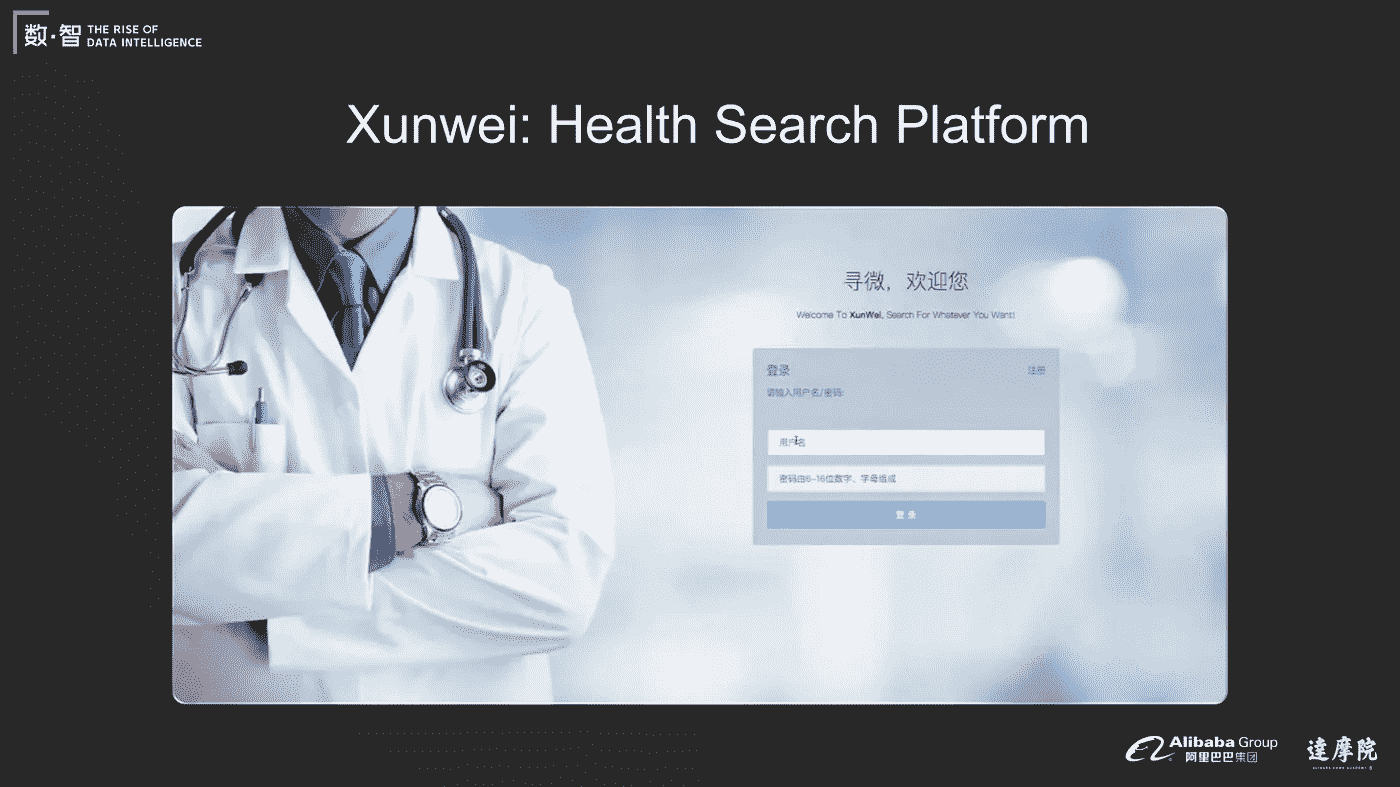 数·智 THE RISE OF
DATA INTELLIGENCE
Xunwei: Health Search Platform
寻微，欢迎您
Welcome To XunWei, Search For Whatever You Want!
登录 注册
请输入用户名/密码:
用户名
密码由6-16位数字、字母组成
登 录
Alibaba Group
阿里巴巴集团
達摩院